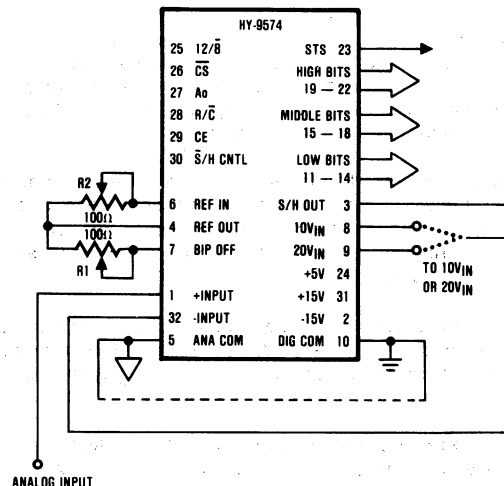 HY-9574
25 12/8̅
26 C̅S̅
27 Ao
28 R/C̅
29 CE
30 S̅/H CNTL
6 REF IN
4 REF OUT
7 BIP OFF
1 +INPUT
32 -INPUT
5 ANA COM
STS 23
HIGH BITS
19 — 22
MIDDLE BITS
15 — 18
LOW BITS
11 — 14
S/H OUT 3
10VIN 8
20VIN 9
+5V 24
+15V 31
-15V 2
DIG COM 10
R2
100Ω
100Ω
R1
TO 10VIN
OR 20VIN
ANALOG INPUT